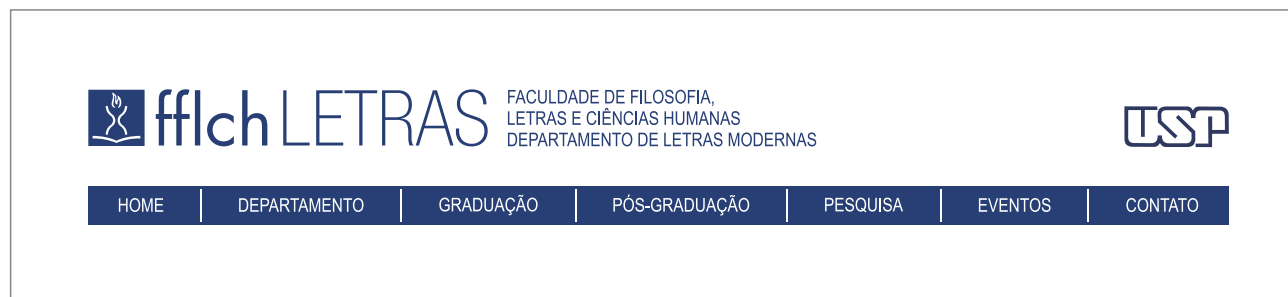 fflch LETRAS
FACULDADE DE FILOSOFIA,
LETRAS E CIÊNCIAS HUMANAS
DEPARTAMENTO DE LETRAS MODERNAS
USP
HOME DEPARTAMENTO GRADUAÇÃO PÓS-GRADUAÇÃO PESQUISA EVENTOS CONTATO